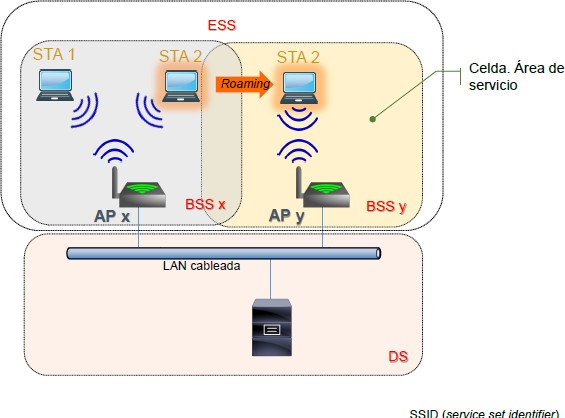 ESS
STA 1
STA 2
STA 2
Roaming
Celda. Área de
servicio
AP x
BSS x
AP y
BSS y
LAN cableada
DS
SSID (service set identifier)